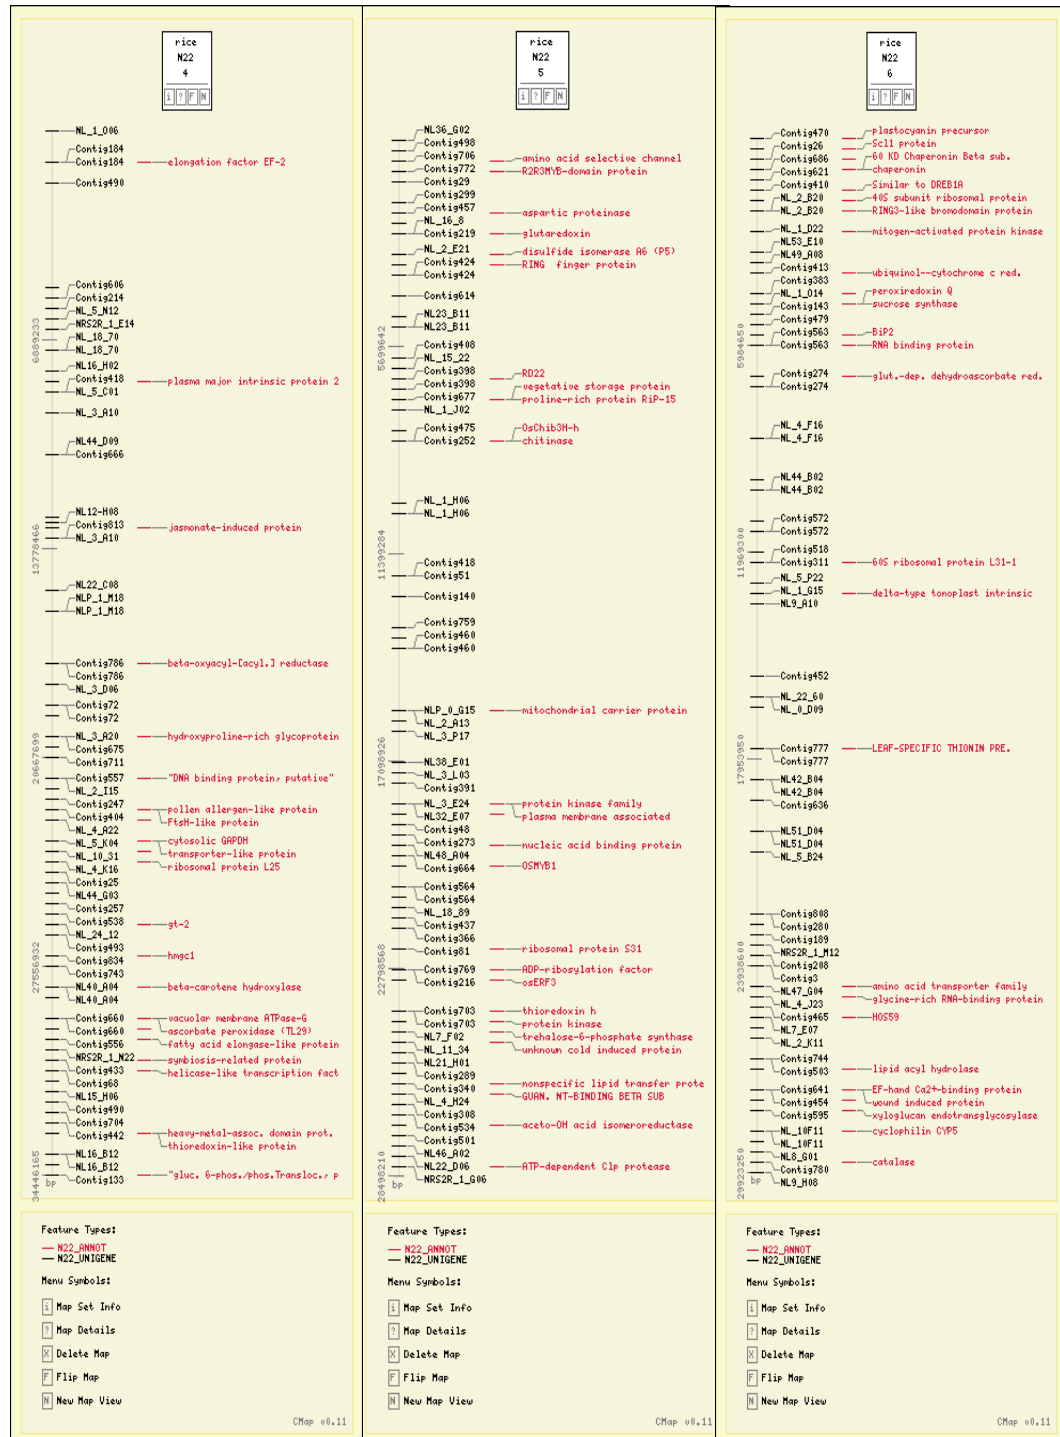 rice
N22
4
i ? F N
NL_1_O06
Contig184
Contig184 elongation factor EF-2
Contig490
Contig606
Contig214
NL_5_N12
NRS2R_1_E14
6889233
NL_18_70
NL_18_70
NL16_H02
Contig418 plasma major intrinsic protein 2
NL_5_C01
NL_3_A10
NL44_D09
Contig666
NL12-H08
Contig813 jasmonate-induced protein
NL_3_A10
13778466
NL22_C08
NLP_1_M18
NLP_1_M18
Contig786 beta-oxyacyl-[acyl.] reductase
Contig786
NL_3_D06
Contig72
Contig72
NL_3_A20 hydroxyproline-rich glycoprotein
Contig675
20667699
Contig711
Contig557 "DNA binding protein, putative"
NL_2_I15
Contig247 pollen allergen-like protein
Contig404 FtsH-like protein
NL_4_A22
NL_5_K04 cytosolic GAPDH
NL_10_31 transporter-like protein
NL_4_K16 ribosomal protein L25
Contig25
NL44_G03
Contig257
Contig538 gt-2
NL_24_12
Contig493
Contig834 hmgc1
27556932
Contig743
NL40_A04 beta-carotene hydroxylase
NL40_A04
Contig660 vacuolar membrane ATPase-G
Contig660 ascorbate peroxidase (TL29)
Contig556 fatty acid elongase-like protein
NRS2R_1_N22 symbiosis-related protein
Contig433 helicase-like transcription fact
Contig68
NL15_H06
Contig490
Contig704
Contig442 heavy-metal-assoc. domain prot.
thioredoxin-like protein
NL16_B12
NL16_B12
Contig133 "gluc. 6-phos./phos.Transloc., p
34446165
bp
Feature Types:
N22_ANNOT
N22_UNIGENE
Menu Symbols:
i Map Set Info
? Map Details
X Delete Map
F Flip Map
N New Map View
CMap v0.11
rice
N22
5
i ? F N
NL36_G02
Contig498
Contig706 amino acid selective channel
Contig772 R2R3MYB-domain protein
Contig29
Contig299
Contig457 aspartic proteinase
NL_16_8
Contig219 glutaredoxin
NL_2_E21 disulfide isomerase A6 (P5)
Contig424 RING finger protein
Contig424
Contig614
NL23_B11
NL23_B11
5699642
Contig408
NL_15_22
Contig398 RD22
Contig398 vegetative storage protein
Contig677 proline-rich protein RiP-15
NL_1_J02
Contig475 OsChib3H-h
Contig252 chitinase
NL_1_H06
NL_1_H06
11399284
Contig418
Contig51
Contig140
Contig759
Contig460
Contig460
NLP_0_G15 mitochondrial carrier protein
NL_2_A13
NL_3_P17
17098926
NL38_E01
NL_3_L03
Contig391
NL_3_E24 protein kinase family
NL32_E07 plasma membrane associated
Contig48
Contig273 nucleic acid binding protein
NL48_A04
Contig664 OSMYB1
Contig564
Contig564
NL_18_89
Contig437
Contig366
Contig81 ribosomal protein S31
22798568
Contig769 ADP-ribosylation factor
Contig216 osERF3
Contig703 thioredoxin h
Contig703 protein kinase
NL7_F02 trehalose-6-phosphate synthase
NL_11_34 unknown cold induced protein
NL21_H01
Contig289
Contig340 nonspecific lipid transfer prote
NL_4_H24 GUAN. NT-BINDING BETA SUB
Contig308
Contig534 aceto-OH acid isomeroreductase
Contig501
NL46_A02
NL22_D06 ATP-dependent Clp protease
NRS2R_1_G06
28498210
bp
Feature Types:
N22_ANNOT
N22_UNIGENE
Menu Symbols:
i Map Set Info
? Map Details
X Delete Map
F Flip Map
N New Map View
CMap v0.11
rice
N22
6
i ? F N
Contig470 plastocyanin precursor
Contig26 Scl1 protein
Contig686 60 KD Chaperonin Beta sub.
Contig621 chaperonin
Contig410 Similar to DREB1A
NL_2_B20 40S subunit ribosomal protein
NL_2_B20 RING3-like bromodomain protein
NL_1_D22 mitogen-activated protein kinase
NL53_E10
NL49_A08
Contig413 ubiquinol--cytochrome c red.
Contig383
NL_1_O14 peroxiredoxin Q
Contig143 sucrose synthase
Contig479
Contig563 BiP2
Contig563 RNA binding protein
5984650
Contig274 glut.-dep. dehydroascorbate red.
Contig274
NL_4_F16
NL_4_F16
NL44_B02
NL44_B02
Contig572
Contig572
11969300
Contig518
Contig311 60S ribosomal protein L31-1
NL_5_P22
NL_1_G15 delta-type tonoplast intrinsic
NL9_A10
Contig452
NL_22_60
NL_0_D09
17953950
Contig777 LEAF-SPECIFIC THIONIN PRE.
Contig777
NL42_B04
NL42_B04
Contig636
NL51_D04
NL51_D04
NL_5_B24
Contig808
Contig280
Contig189
NRS2R_1_M12
23938600
Contig208
Contig3
NL47_G04 amino acid transporter family
NL_4_J23 glycine-rich RNA-binding protein
Contig465 HOS59
NL7_E07
NL_2_K11
Contig744
Contig503 lipid acyl hydrolase
Contig641 EF-hand Ca2+-binding protein
Contig454 wound induced protein
Contig595 xyloglucan endotransglycosylase
NL_10F11 cyclophilin CYP5
NL_10F11
NL8_G01 catalase
Contig780
NL9_H08
29923250
bp
Feature Types:
N22_ANNOT
N22_UNIGENE
Menu Symbols:
i Map Set Info
? Map Details
X Delete Map
F Flip Map
N New Map View
CMap v0.11